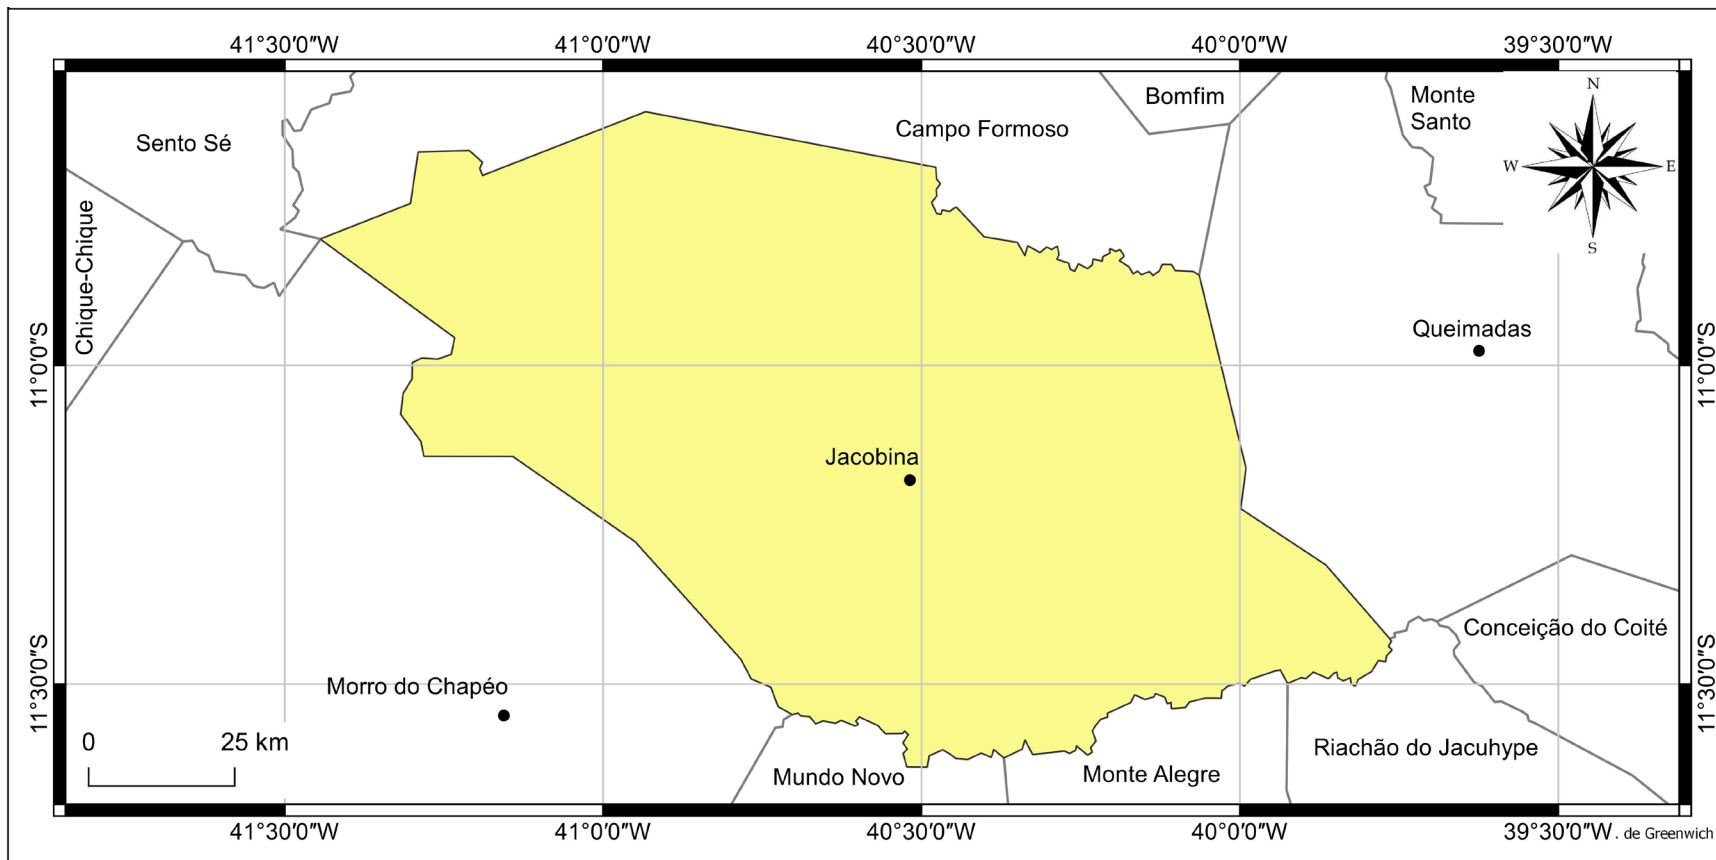 41°30′0″W 41°0′0″W 40°30′0″W 40°0′0″W 39°30′0″W
Bomfim
Monte
Santo
N
Campo Formoso
Sento Sé
W
E
S
Chique-Chique
Queimadas
11°0′0″S
11°0′0″S
Jacobina
Conceição do Coité
11°30′0″S
11°30′0″S
Morro do Chapéo
0 25 km
Riachão do Jacuhype
Mundo Novo
Monte Alegre
41°30′0″W 41°0′0″W 40°30′0″W 40°0′0″W 39°30′0″W. de Greenwich